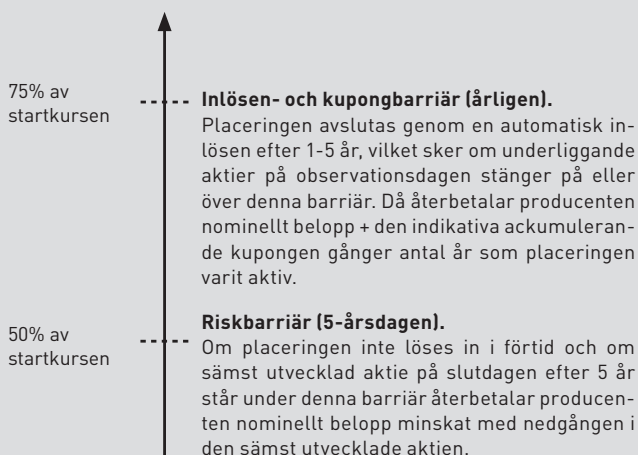 75% av
startkursen
Inlösen- och kupongbarriär (årligen).
Placeringen avslutas genom en automatisk in-
lösen efter 1-5 år, vilket sker om underliggande
aktier på observationsdagen stänger på eller
över denna barriär. Då återbetalar producenten
nominellt belopp + den indikativa ackumuleran-
de kupongen gånger antal år som placeringen
varit aktiv.
50% av
startkursen
Riskbarriär (5-årsdagen).
Om placeringen inte löses in i förtid och om
sämst utvecklad aktie på slutdagen efter 5 år
står under denna barriär återbetalar producen-
ten nominellt belopp minskat med nedgången i
den sämst utvecklade aktien.